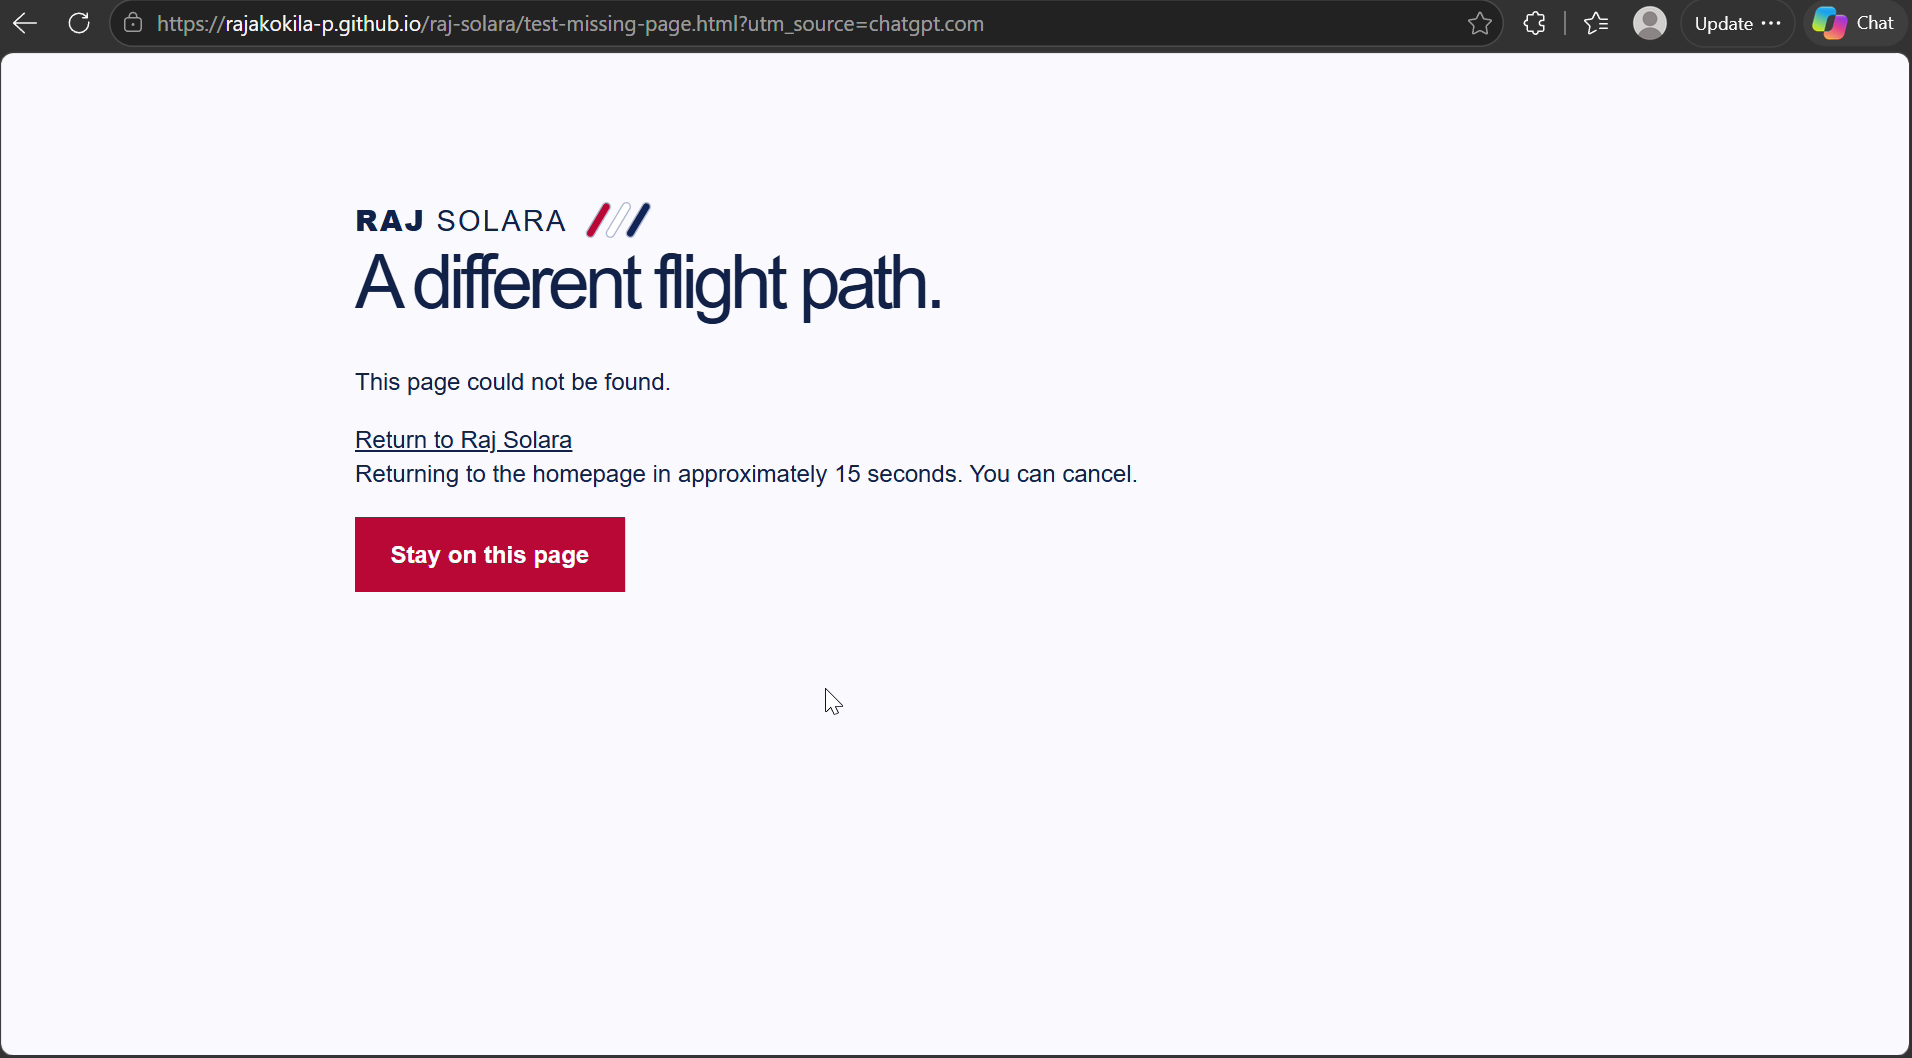 https://rajakokila-p.github.io/raj-solara/test-missing-page.html?utm_source=chatgpt.com
Update
Chat
RAJ SOLARA
A different flight path.
This page could not be found.
Return to Raj Solara
Returning to the homepage in approximately 15 seconds. You can cancel.
Stay on this page